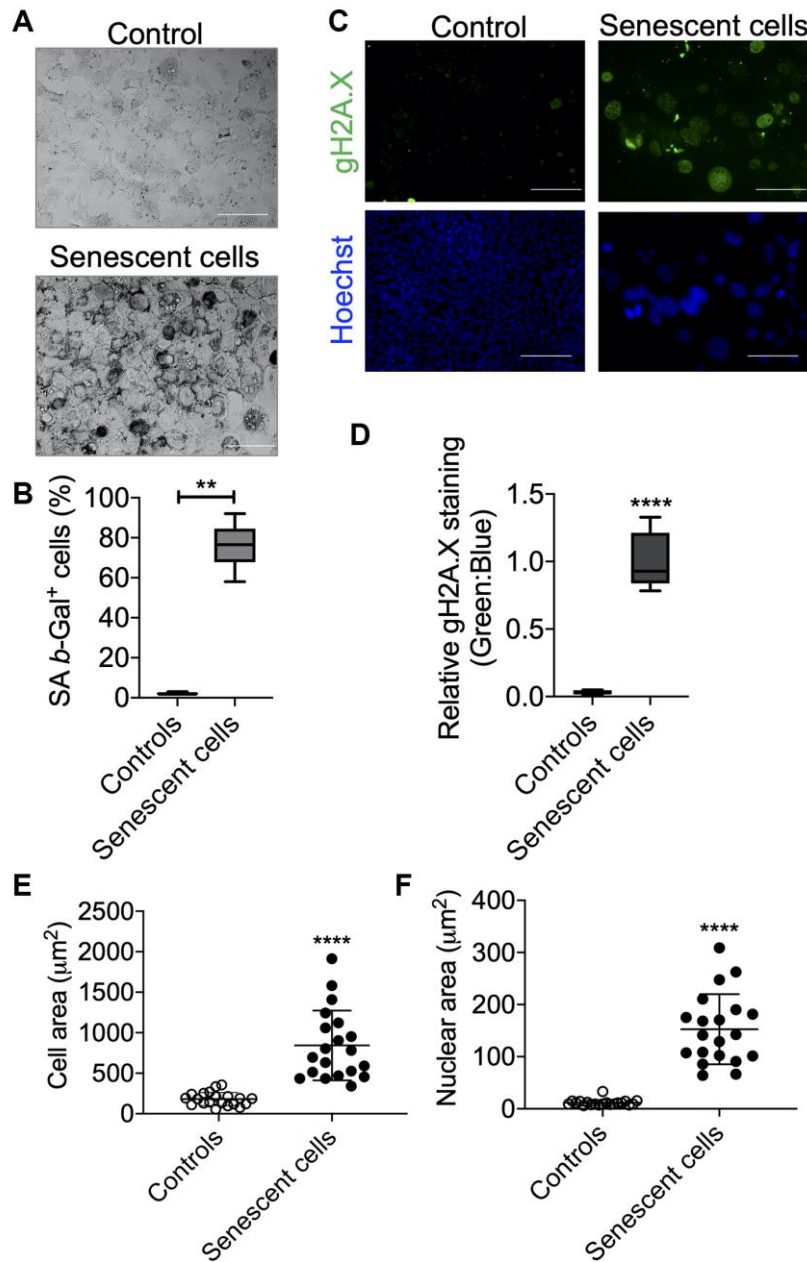 A
Control
Senescent cells
B
SA b-Gal⁺ cells (%)
100
80
60
40
20
0
**
Controls
Senescent cells
C
Control
Senescent cells
gH2A.X
Hoechst
D
Relative gH2A.X staining
(Green:Blue)
1.5
1.0
0.5
0.0
****
Controls
Senescent cells
E
Cell area (μm²)
2500
2000
1500
1000
500
0
****
Controls
Senescent cells
F
Nuclear area (μm²)
400
300
200
100
0
****
Controls
Senescent cells